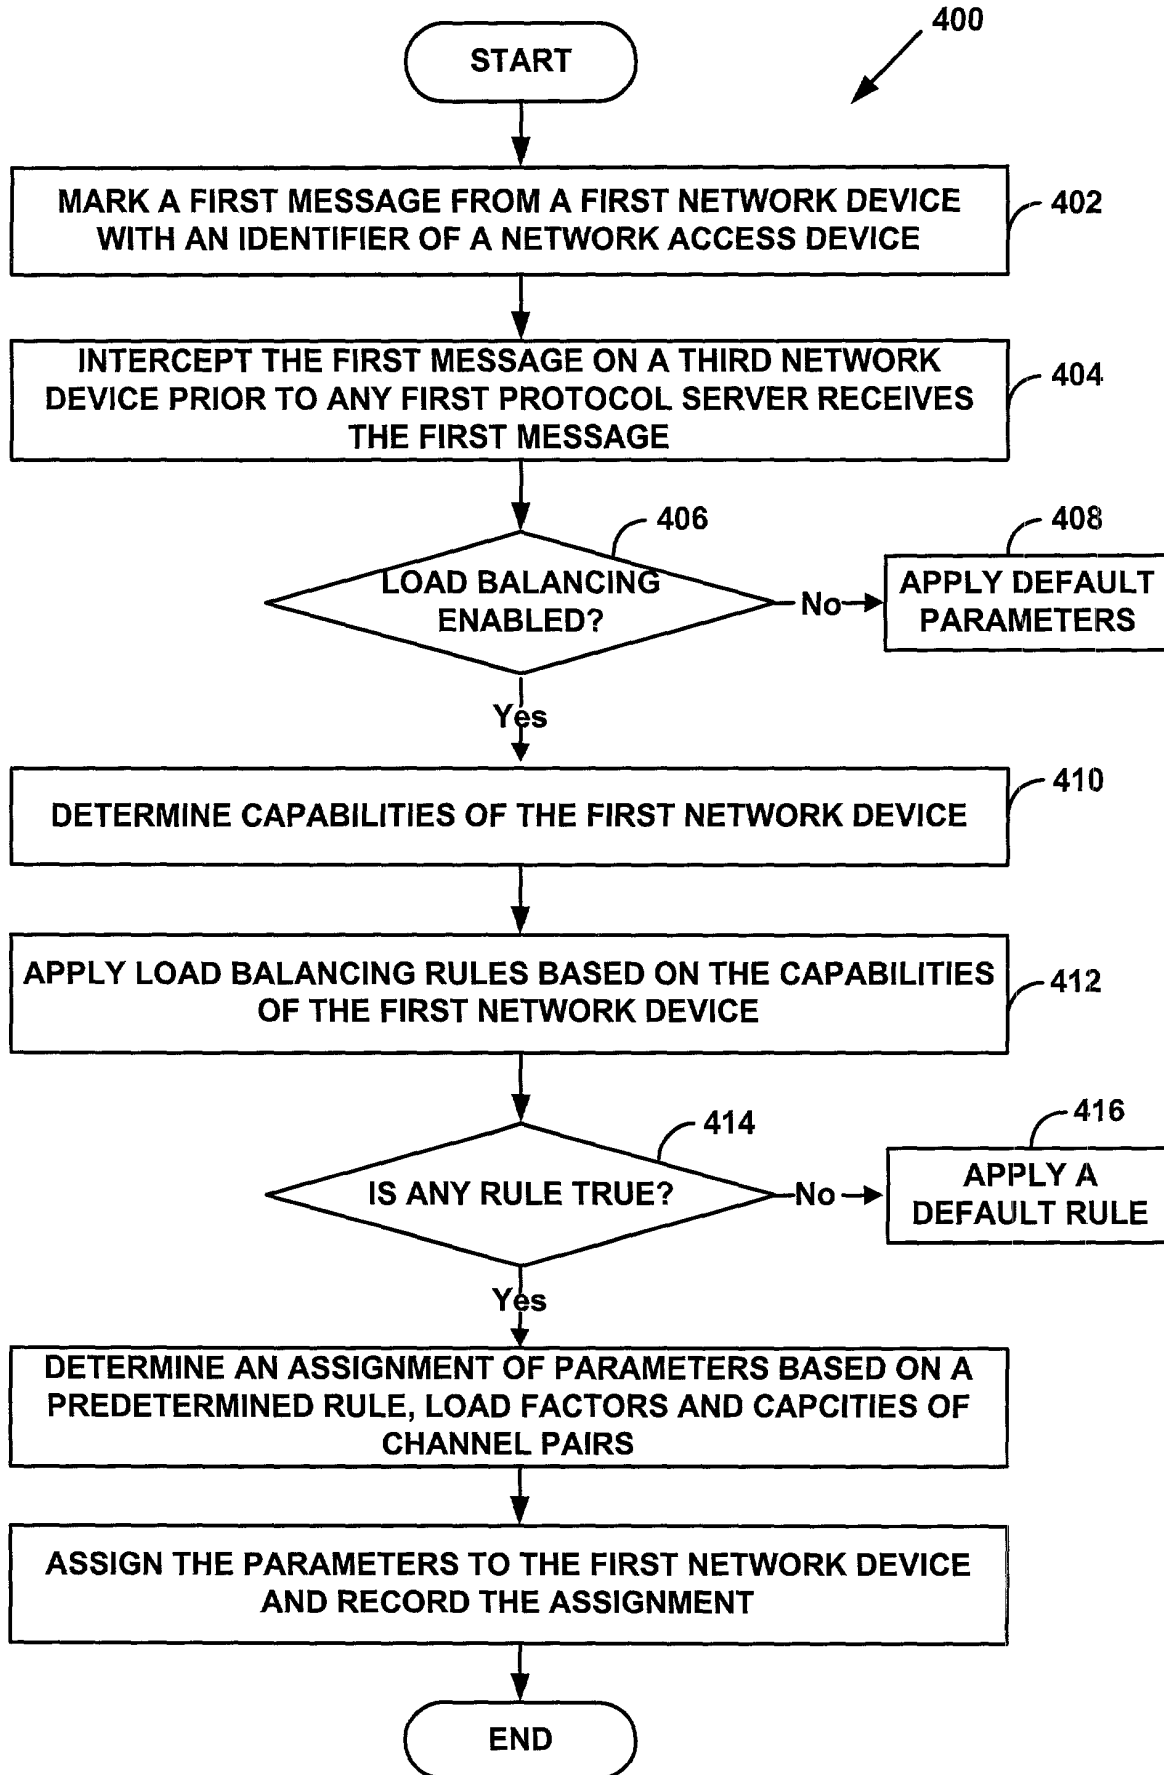 400
START
MARK A FIRST MESSAGE FROM A FIRST NETWORK DEVICE
WITH AN IDENTIFIER OF A NETWORK ACCESS DEVICE
402
INTERCEPT THE FIRST MESSAGE ON A THIRD NETWORK
DEVICE PRIOR TO ANY FIRST PROTOCOL SERVER RECEIVES
THE FIRST MESSAGE
404
406
LOAD BALANCING
ENABLED?
No
408
APPLY DEFAULT
PARAMETERS
Yes
DETERMINE CAPABILITIES OF THE FIRST NETWORK DEVICE
410
APPLY LOAD BALANCING RULES BASED ON THE CAPABILITIES
OF THE FIRST NETWORK DEVICE
412
414
IS ANY RULE TRUE?
No
416
APPLY A
DEFAULT RULE
Yes
DETERMINE AN ASSIGNMENT OF PARAMETERS BASED ON A
PREDETERMINED RULE, LOAD FACTORS AND CAPCITIES OF
CHANNEL PAIRS
ASSIGN THE PARAMETERS TO THE FIRST NETWORK DEVICE
AND RECORD THE ASSIGNMENT
END